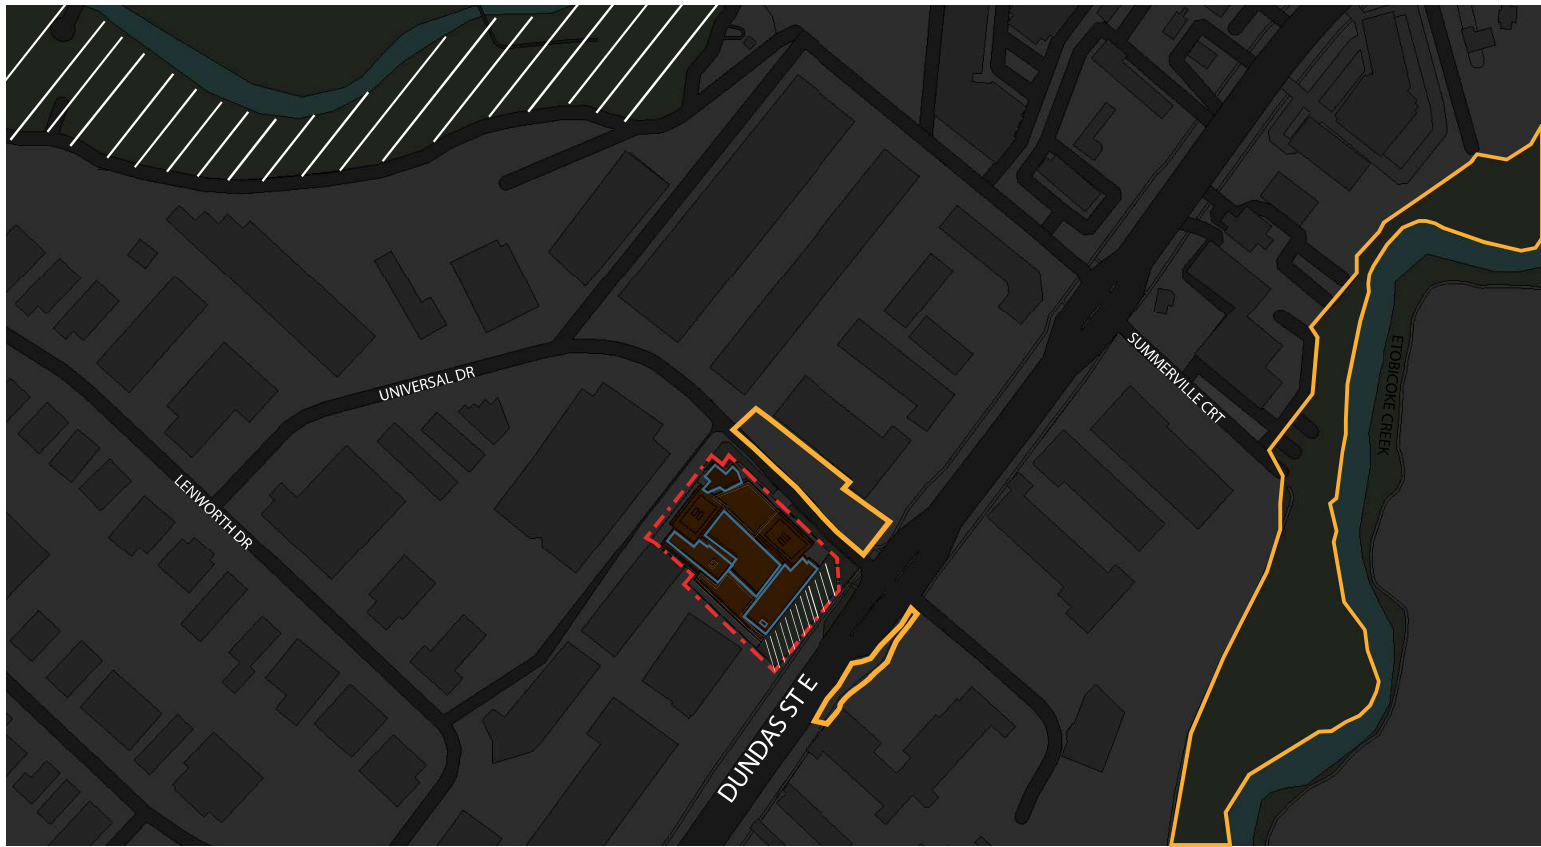 SUMMERVILLE CRT
ETOBICOKE CREEK
UNIVERSAL DR
LENWORTH DR
DUNDAS ST E